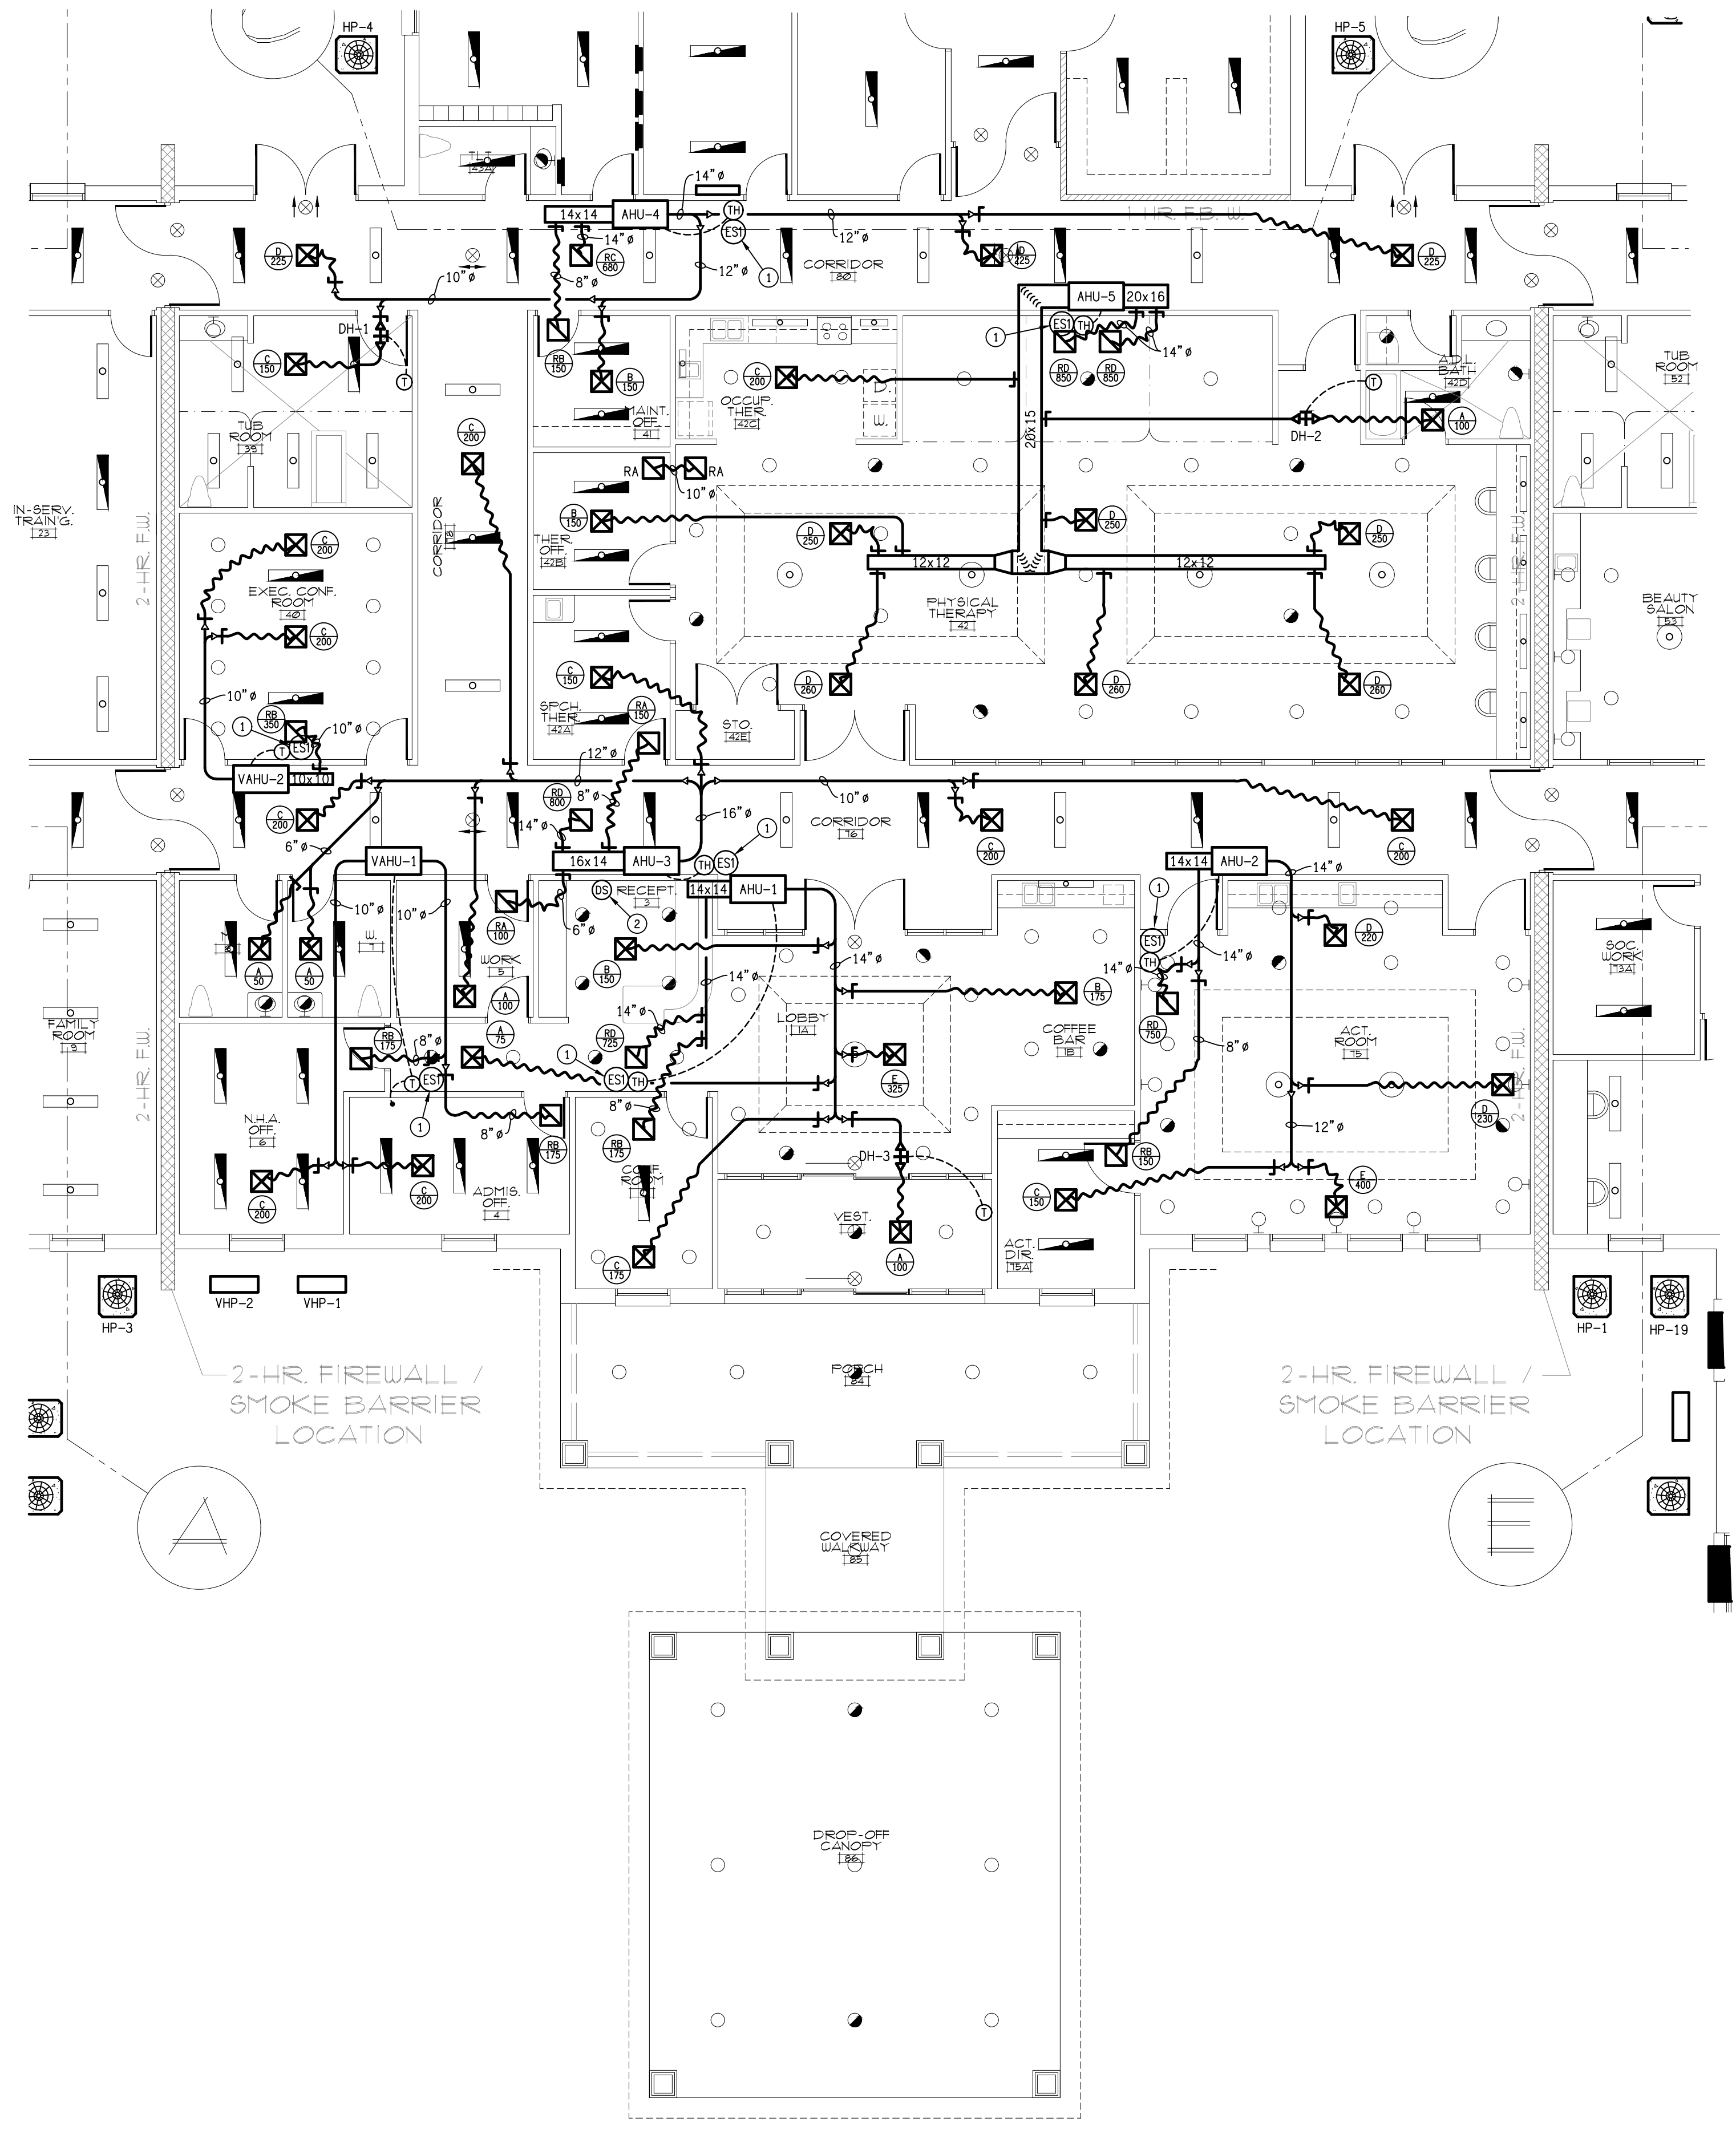 HP-4
HP-5
TLT.
43A
14"ø
14x14
AHU-4
TH
ES1
1
14"ø
RC
680
8"ø
12"ø
12"ø
10"ø
D
225
D
225
D
225
CORRIDOR
80
1 HR. F.B. W.
AHU-5
20x16
ES1
TH
1
14"ø
RD
850
RD
850
DH-1
T
C
150
RB
150
B
150
C
200
C
200
OCCUP.
THER.
42C
D.
W.
MAINT.
OFF.
41
TUB
ROOM
39
20x15
DH-2
T
A.D.L.
BATH
42D
A
100
TUB
ROOM
52
RA
RA
10"ø
IN-SERV.
TRAIN'G.
23
2-HR. F.W.
CORRIDOR
18
C
200
EXEC. CONF.
ROOM
40
C
200
THER.
OFF.
42B
B
150
D
250
D
250
D
250
12x12
12x12
PHYSICAL
THERAPY
42
2-HR. F.W.
BEAUTY
SALON
53
10"ø
RB
350
1
10"ø
T
ES1
VAHU-2
10x10
C
150
SPCH.
THER.
42A
RA
150
STO.
42E
D
260
D
260
D
260
12"ø
RD
800
8"ø
14"ø
16"ø
1
10"ø
CORRIDOR
76
C
200
C
200
C
200
6"ø
VAHU-1
16x14
AHU-3
TH
ES1
14x14
AHU-1
14x14
AHU-2
14"ø
10"ø
10"ø
DS
RECEPT.
3
2
6"ø
RA
100
W.
7
A
50
A
50
WORK
5
A
100
B
150
14"ø
14"ø
B
175
1
ES1
TH
14"ø
14"ø
RD
750
D
220
SOC.
WORK
73A
FAMILY
ROOM
9
2-HR. F.W.
RB
175
8"ø
A
75
RD
725
14"ø
LOBBY
1A
COFFEE
BAR
1B
ACT.
ROOM
75
8"ø
2-HR. F.W.
T
ES1
1
1
ES1
TH
E
325
D
230
N.H.A.
OFF.
6
8"ø
RB
175
8"ø
RB
175
12"ø
DH-3
T
RB
150
C
200
C
200
ADMIS.
OFF.
4
CONF.
ROOM
C
175
VEST.
A
100
C
150
ACT.
DIR.
75A
E
400
HP-3
VHP-2
VHP-1
HP-1
HP-19
2-HR. FIREWALL /
SMOKE BARRIER
LOCATION
PORCH
84
2-HR. FIREWALL /
SMOKE BARRIER
LOCATION
A
E
COVERED
WALKWAY
85
DROP-OFF
CANOPY
86